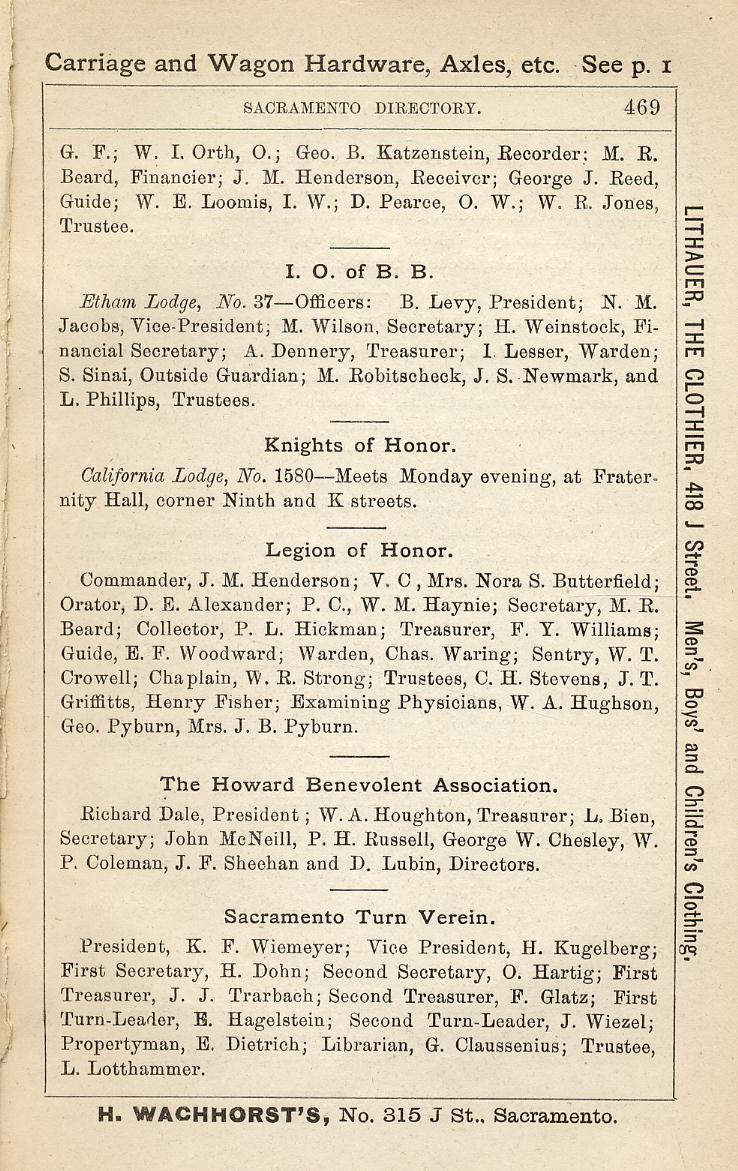 Carriage and Wagon Hardware, Axles, etc. See p. 1
SACRAMENTO DIRECTORY. 469
G. F.; W. I. Orth, O.; Geo. B. Katzenstein, Recorder; M. R.
Beard, Financier; J. M. Henderson, Receiver; George J. Reed,
Guide; W. E. Loomis, I. W.; D. Pearce, O. W.; W. R. Jones,
Trustee.
I. O. of B. B.
Etham Lodge, No. 37—Officers: B. Levy, President; N. M.
Jacobs, Vice-President; M. Wilson, Secretary; H. Weinstock, Fi-
nancial Secretary; A. Dennery, Treasurer; I. Lesser, Warden;
S. Sinai, Outside Guardian; M. Robitscheck, J. S. Newmark, and
L. Phillips, Trustees.
Knights of Honor.
California Lodge, No. 1580—Meets Monday evening, at Frater-
nity Hall, corner Ninth and K streets.
Legion of Honor.
Commander, J. M. Henderson; V. C , Mrs. Nora S. Butterfield;
Orator, D. E. Alexander; P. C., W. M. Haynie; Secretary, M. R.
Beard; Collector, P. L. Hickman; Treasurer, F. Y. Williams;
Guide, E. F. Woodward; Warden, Chas. Waring; Sentry, W. T.
Crowell; Chaplain, W. R. Strong; Trustees, C. H. Stevens, J. T.
Griffitts, Henry Fisher; Examining Physicians, W. A. Hughson,
Geo. Pyburn, Mrs. J. B. Pyburn.
The Howard Benevolent Association.
Richard Dale, President ; W. A. Houghton, Treasurer; L. Bien,
Secretary; John McNeill, P. H. Russell, George W. Chesley, W.
P. Coleman, J. F. Sheehan and D. Lubin, Directors.
Sacramento Turn Verein.
President, K. F. Wiemeyer; Vice President, H. Kugelberg;
First Secretary, H. Dohn; Second Secretary, O. Hartig; First
Treasurer, J. J. Trarbach; Second Treasurer, F. Glatz; First
Turn-Leader, E. Hagelstein; Second Turn-Leader, J. Wiezel;
Propertyman, E. Dietrich; Librarian, G. Claussenius; Trustee,
L. Lotthammer.
H. WACHHORST'S, No. 315 J St., Sacramento.
LITHAUER, THE CLOTHIER, 418 J Street. Men's, Boys' and Children's Clothing.